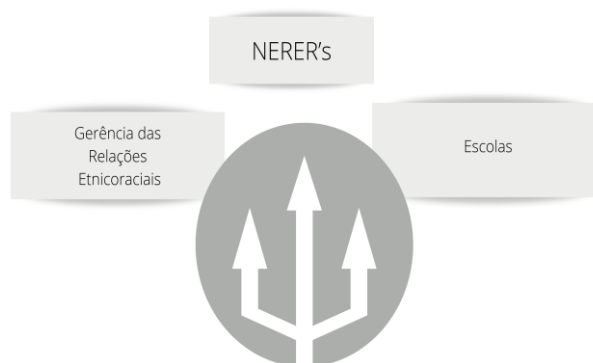 NERER's
Gerência das
Relações
Etnicoraciais
Escolas